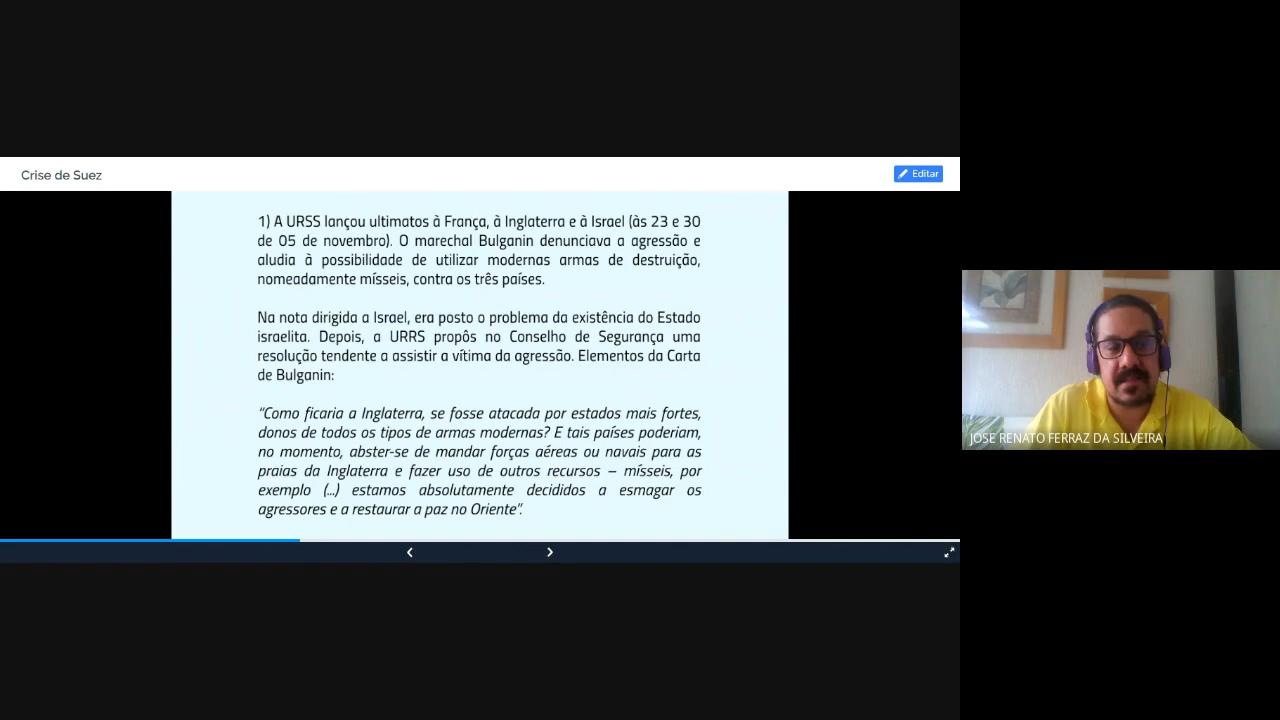 Crise de Suez
Editar
1) A URSS lançou ultimatos à França, à Inglaterra e à Israel (às 23 e 30
de 05 de novembro). O marechal Bulganin denunciava a agressão e
aludia à possibilidade de utilizar modernas armas de destruição,
nomeadamente mísseis, contra os três países.
Na nota dirigida a Israel, era posto o problema da existência do Estado
israelita. Depois, a URRS propôs no Conselho de Segurança uma
resolução tendente a assistir a vítima da agressão. Elementos da Carta
de Bulganin:
“Como ficaria a Inglaterra, se fosse atacada por estados mais fortes,
donos de todos os tipos de armas modernas? E tais países poderiam,
no momento, abster-se de mandar forças aéreas ou navais para as
praias da Inglaterra e fazer uso de outros recursos – mísseis, por
exemplo (...) estamos absolutamente decididos a esmagar os
agressores e a restaurar a paz no Oriente”.
JOSE RENATO FERRAZ DA SILVEIRA